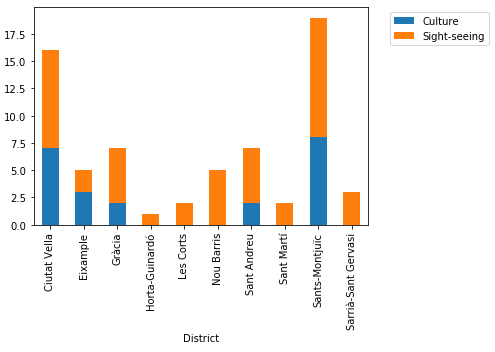 Culture
Sight-seeing
17.5
15.0
12.5
10.0
7.5
5.0
2.5
0.0
Ciutat Vella
Eixample
Gràcia
Horta-Guinardó
Les Corts
Nou Barris
Sant Andreu
Sant Martí
Sants-Montjuïc
Sarrià-Sant Gervasi
District